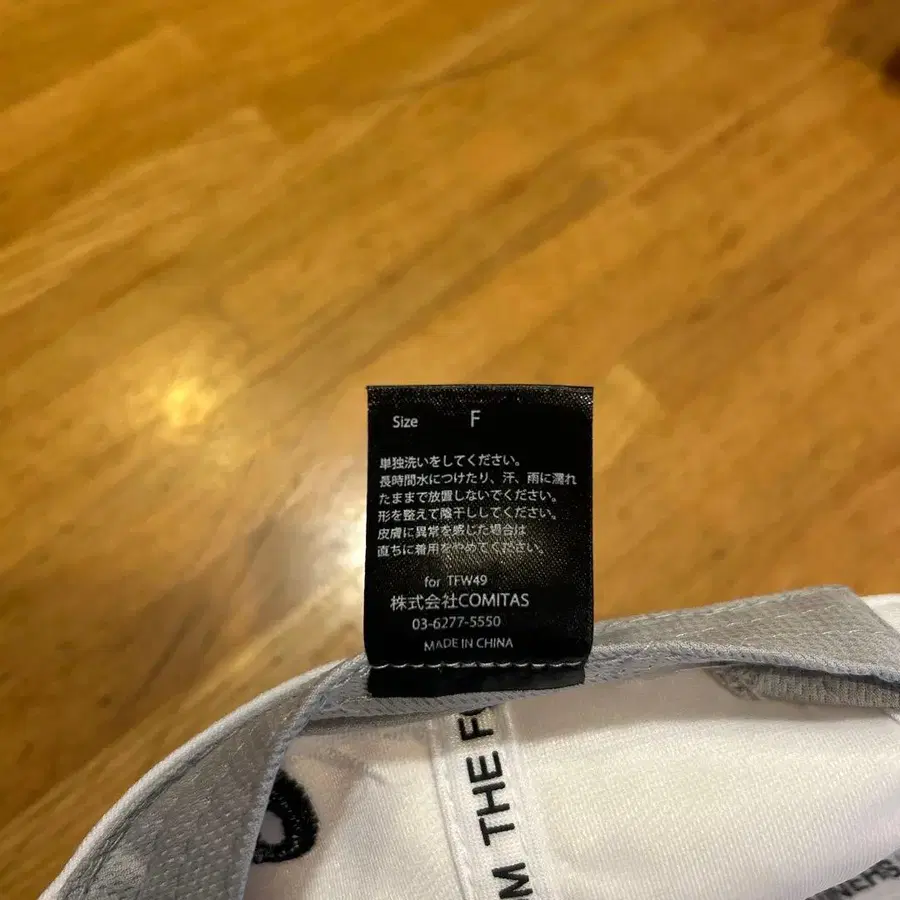 Size F
単独洗いをしてください。
長時間水につけたり、汗、雨に濡れ
たままで放置しないでください。
形を整えて陰干ししてください。
皮膚に異常を感じた場合は
直ちに着用をやめてください。
for TFW49
株式会社COMITAS
03-6277-5550
MADE IN CHINA
THE